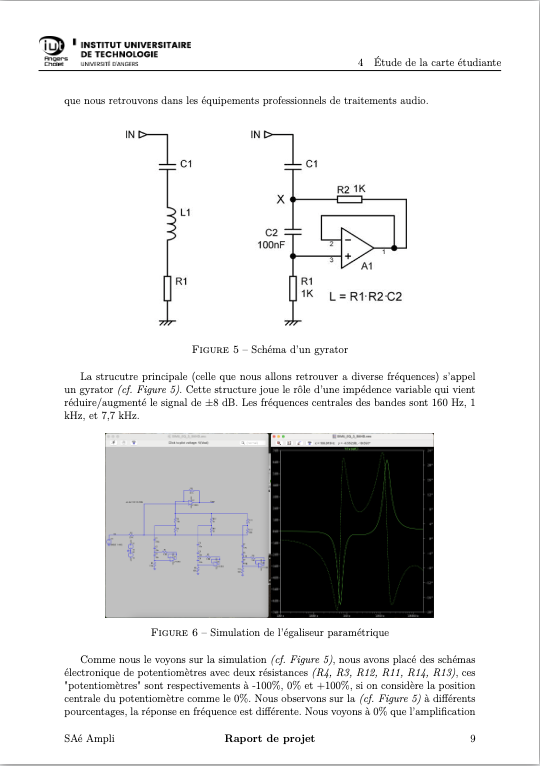 iut
Angers
Cholet
INSTITUT UNIVERSITAIRE
DE TECHNOLOGIE
UNIVERSITÉ D'ANGERS
4 Étude de la carte étudiante
que nous retrouvons dans les équipements professionnels de traitements audio.
IN
C1
L1
R1
IN
C1
X
R2 1K
C2
100nF
2
3
1
A1
R1
1K
L = R1·R2·C2
FIGURE 5 – Schéma d'un gyrator
La strucutre principale (celle que nous allons retrouver a diverse fréquences) s'appel
un gyrator (cf. Figure 5). Cette structure joue le rôle d'une impédence variable qui vient
réduire/augmenté le signal de ±8 dB. Les fréquences centrales des bandes sont 160 Hz, 1
kHz, et 7,7 kHz.
FIGURE 6 – Simulation de l'égaliseur paramétrique
Comme nous le voyons sur la simulation (cf. Figure 5), nous avons placé des schémas
électronique de potentiomètres avec deux résistances (R4, R3, R12, R11, R14, R13), ces
"potentiomètres" sont respectivements à -100%, 0% et +100%, si on considère la position
centrale du potentiomètre comme le 0%. Nous observons sur la (cf. Figure 5) à différents
pourcentages, la réponse en fréquence est différente. Nous voyons à 0% que l'amplification
SAé Ampli
Raport de projet
9